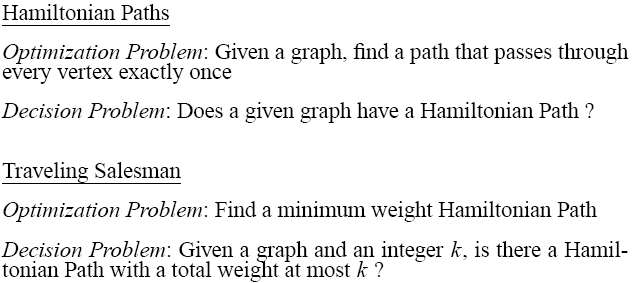 Hamiltonian Paths
Optimization Problem: Given a graph, find a path that passes through
every vertex exactly once
Decision Problem: Does a given graph have a Hamiltonian Path ?
Traveling Salesman
Optimization Problem: Find a minimum weight Hamiltonian Path
Decision Problem: Given a graph and an integer k, is there a Hamil-
tonian Path with a total weight at most k ?